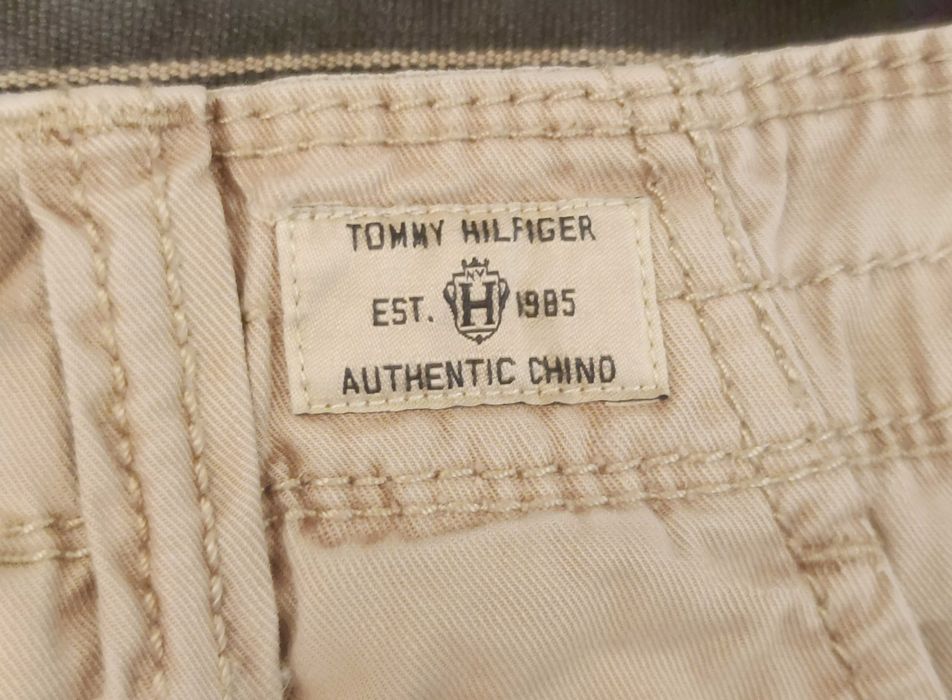 TOMMY HILFIGER
NY
EST. H 1985
AUTHENTIC CHINO